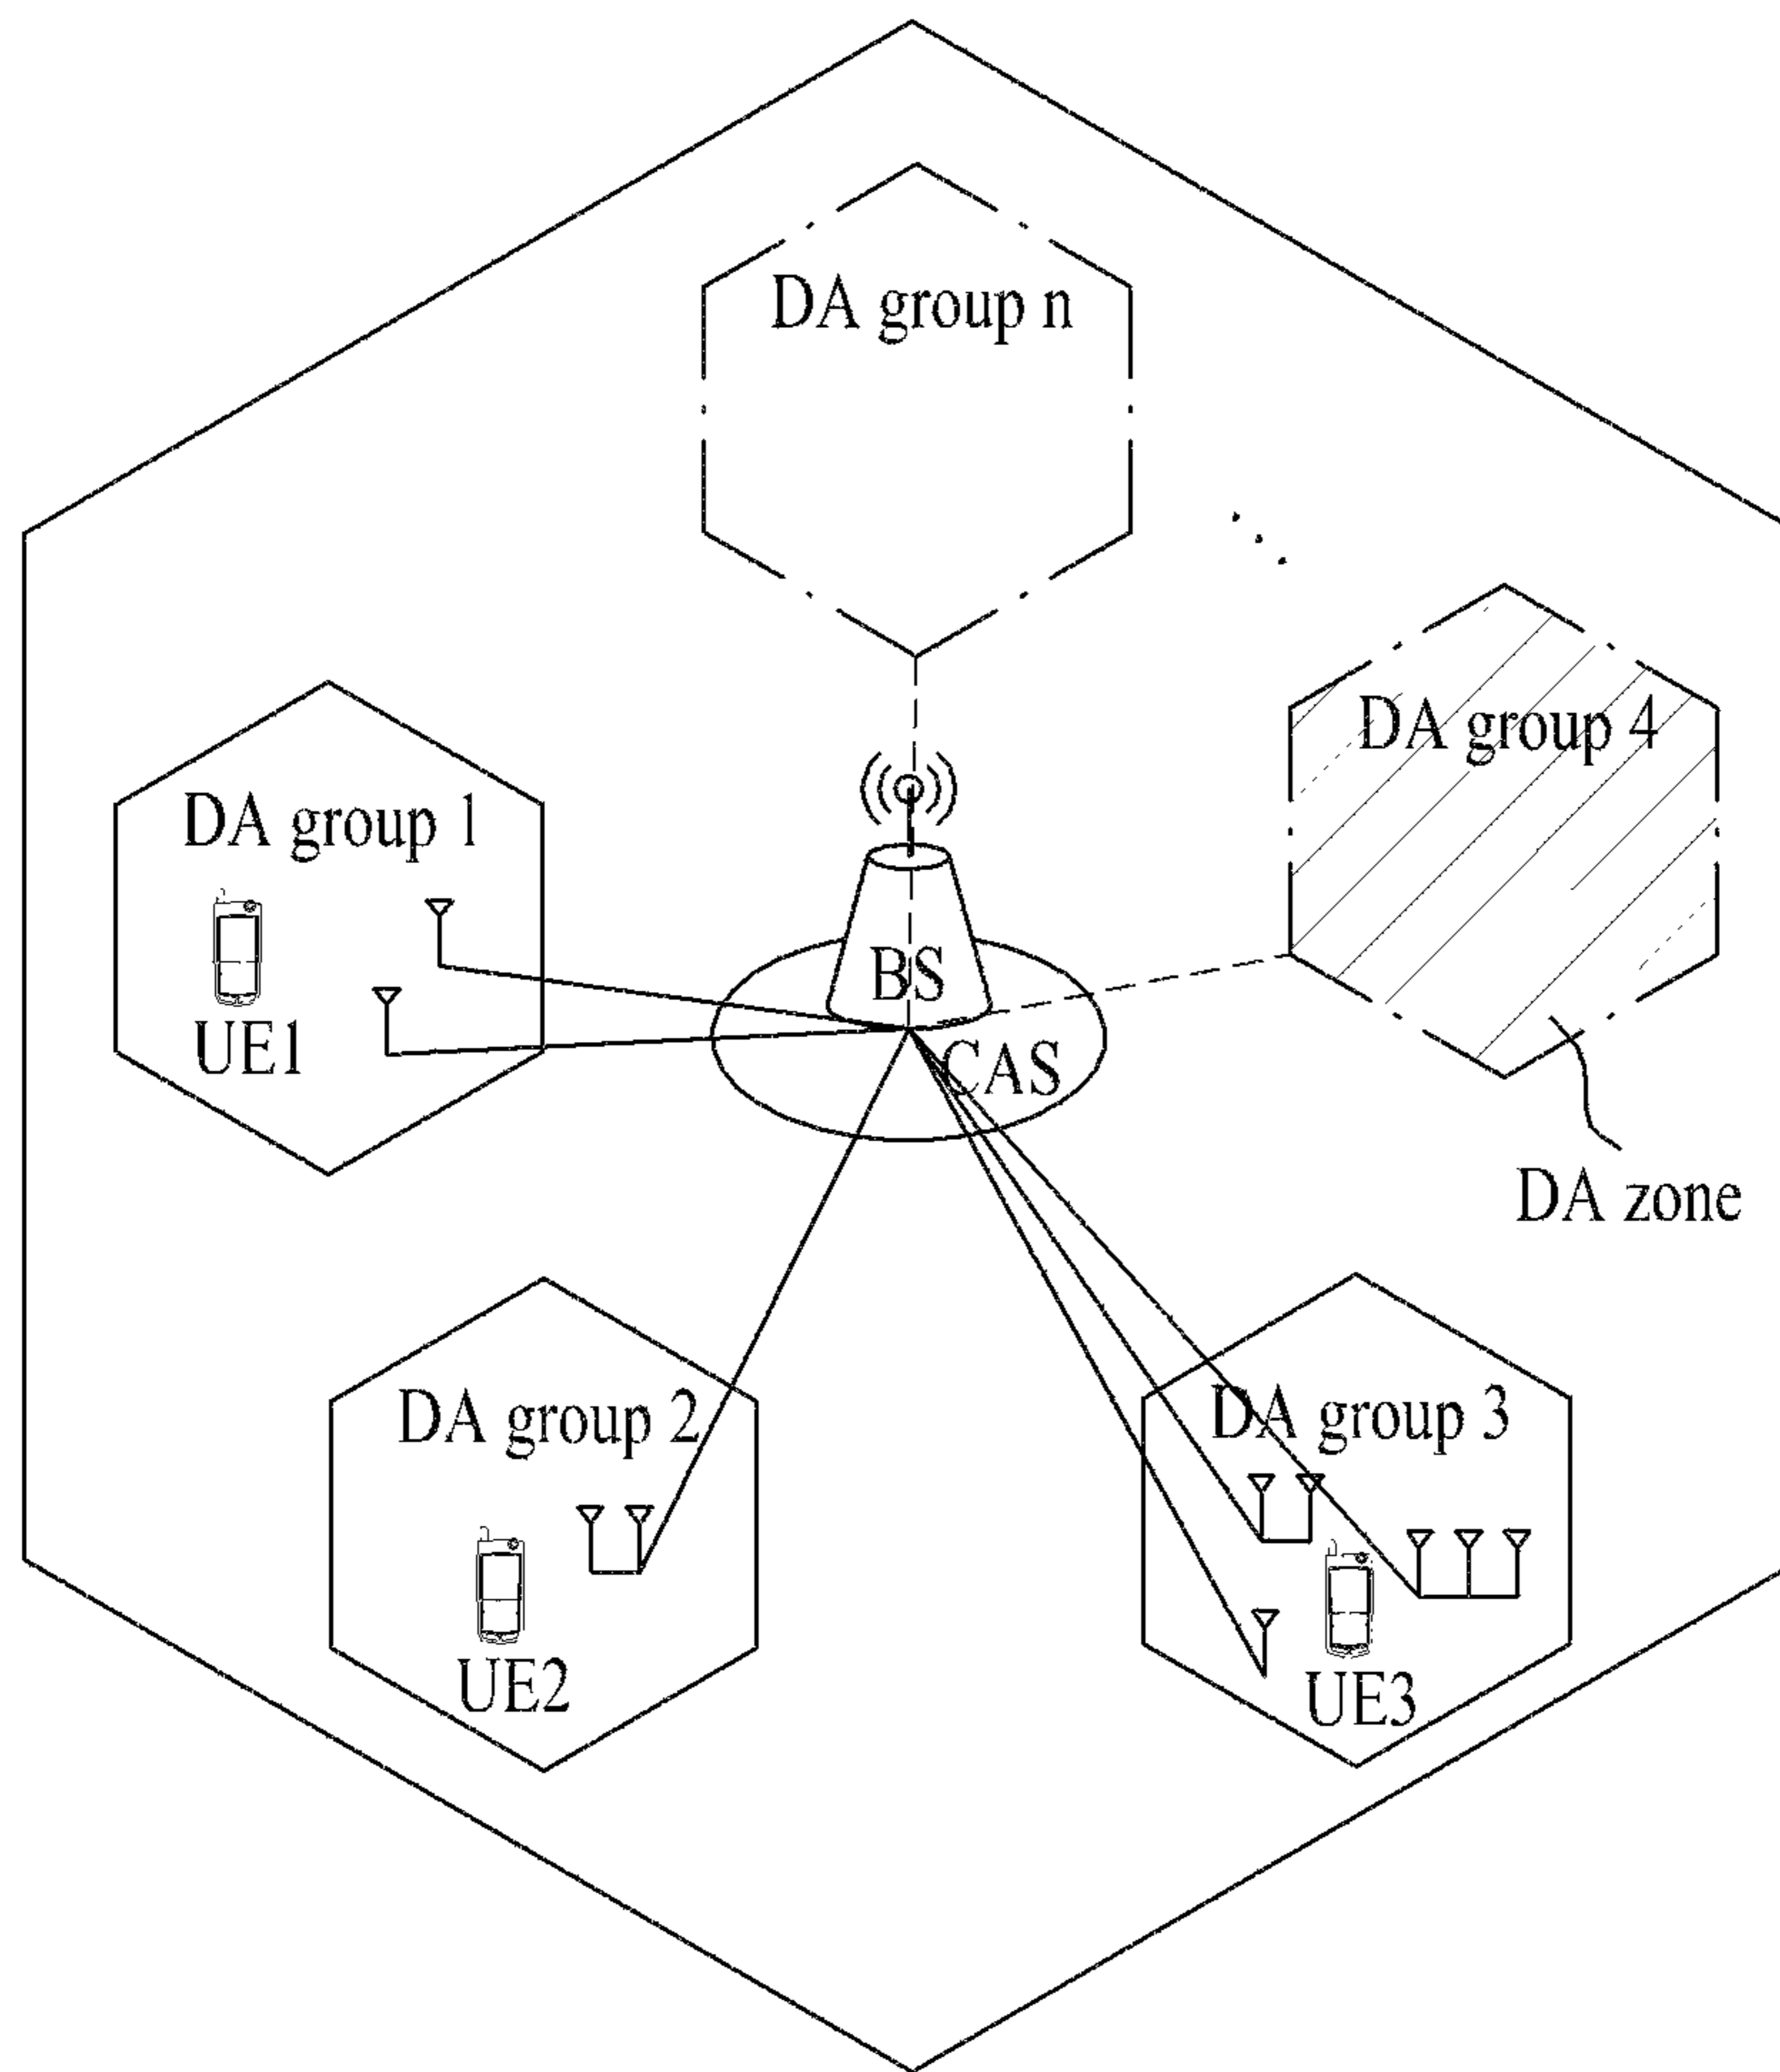 DA group n
DA group 4
DA group 1
UE1
BS
CAS
DA zone
DA group 2
UE2
DA group 3
UE3